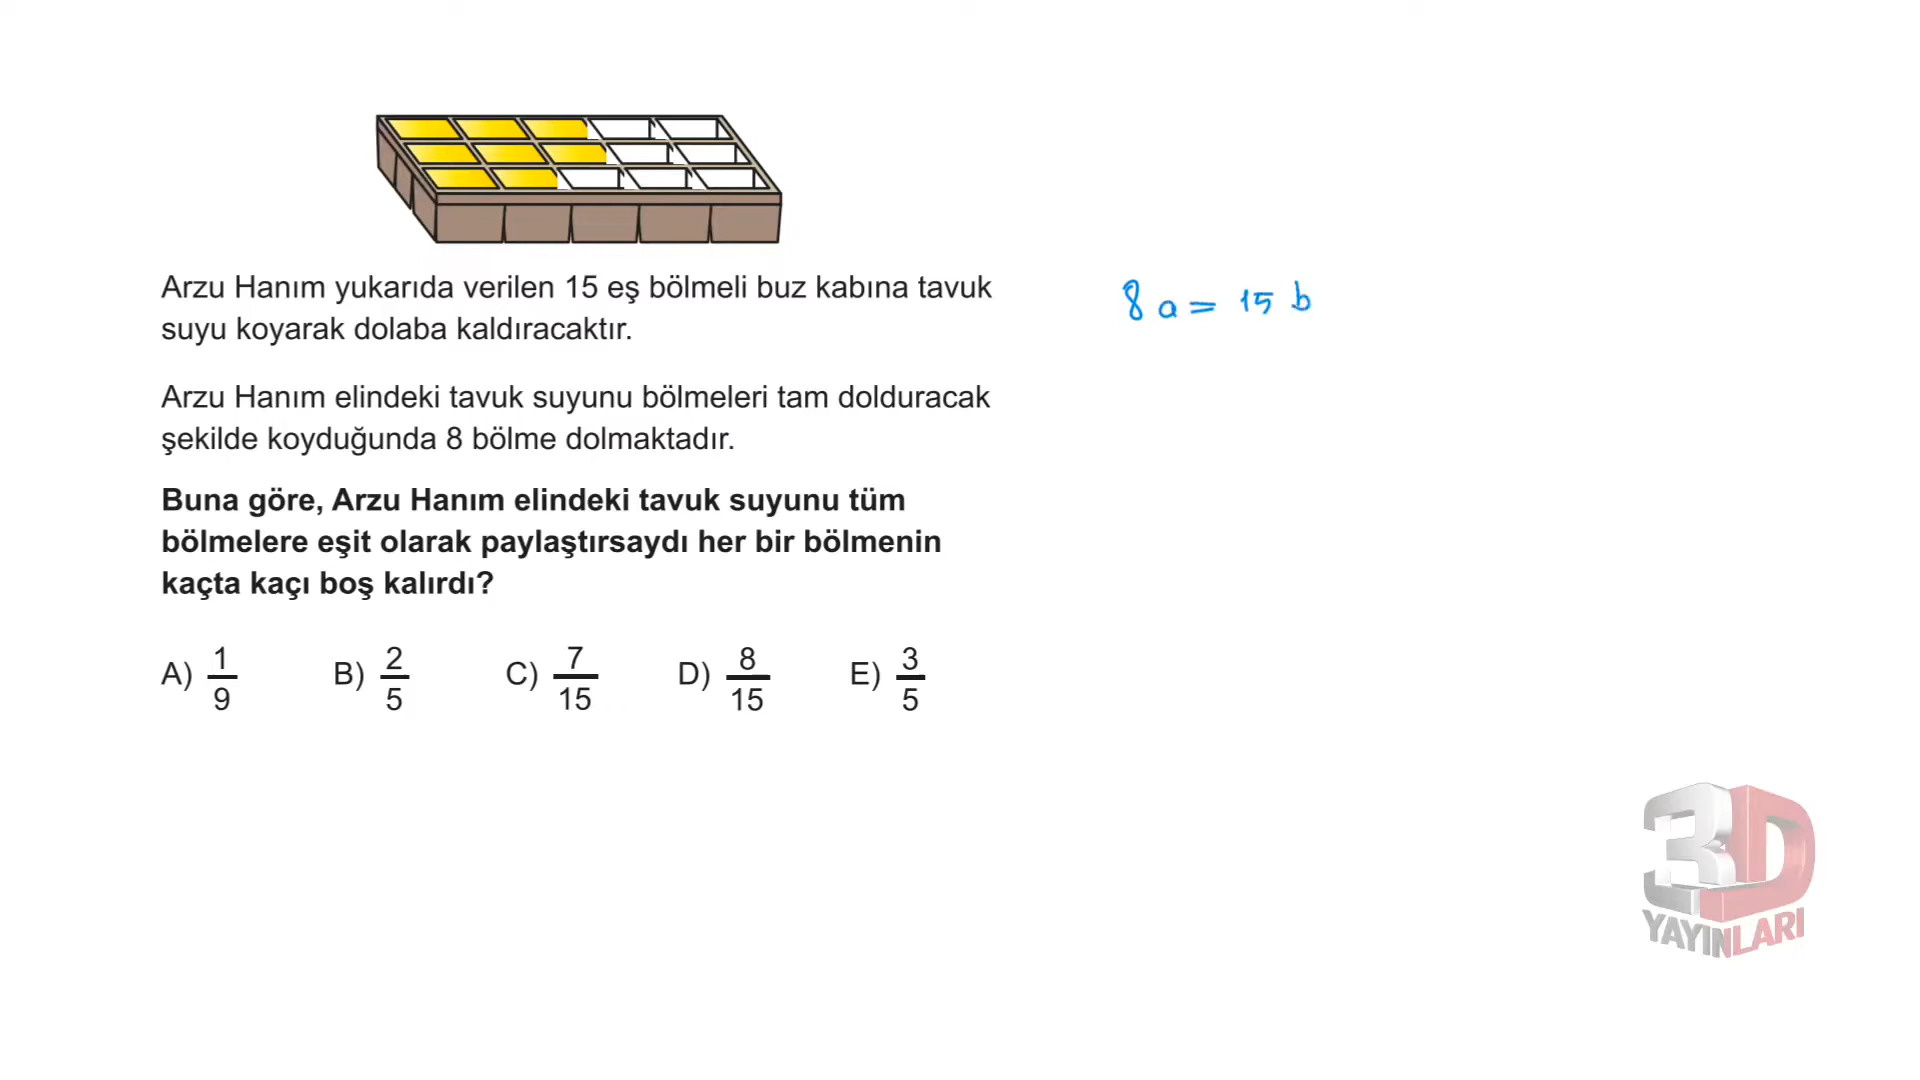 Arzu Hanım yukarıda verilen 15 eş bölmeli buz kabına tavuk
suyu koyarak dolaba kaldıracaktır.
8a = 15 b
Arzu Hanım elindeki tavuk suyunu bölmeleri tam dolduracak
şekilde koyduğunda 8 bölme dolmaktadır.
Buna göre, Arzu Hanım elindeki tavuk suyunu tüm
bölmelere eşit olarak paylaştırsaydı her bir bölmenin
kaçta kaçı boş kalırdı?
A) 1/9 B) 2/5 C) 7/15 D) 8/15 E) 3/5
3D
YAYINLARI